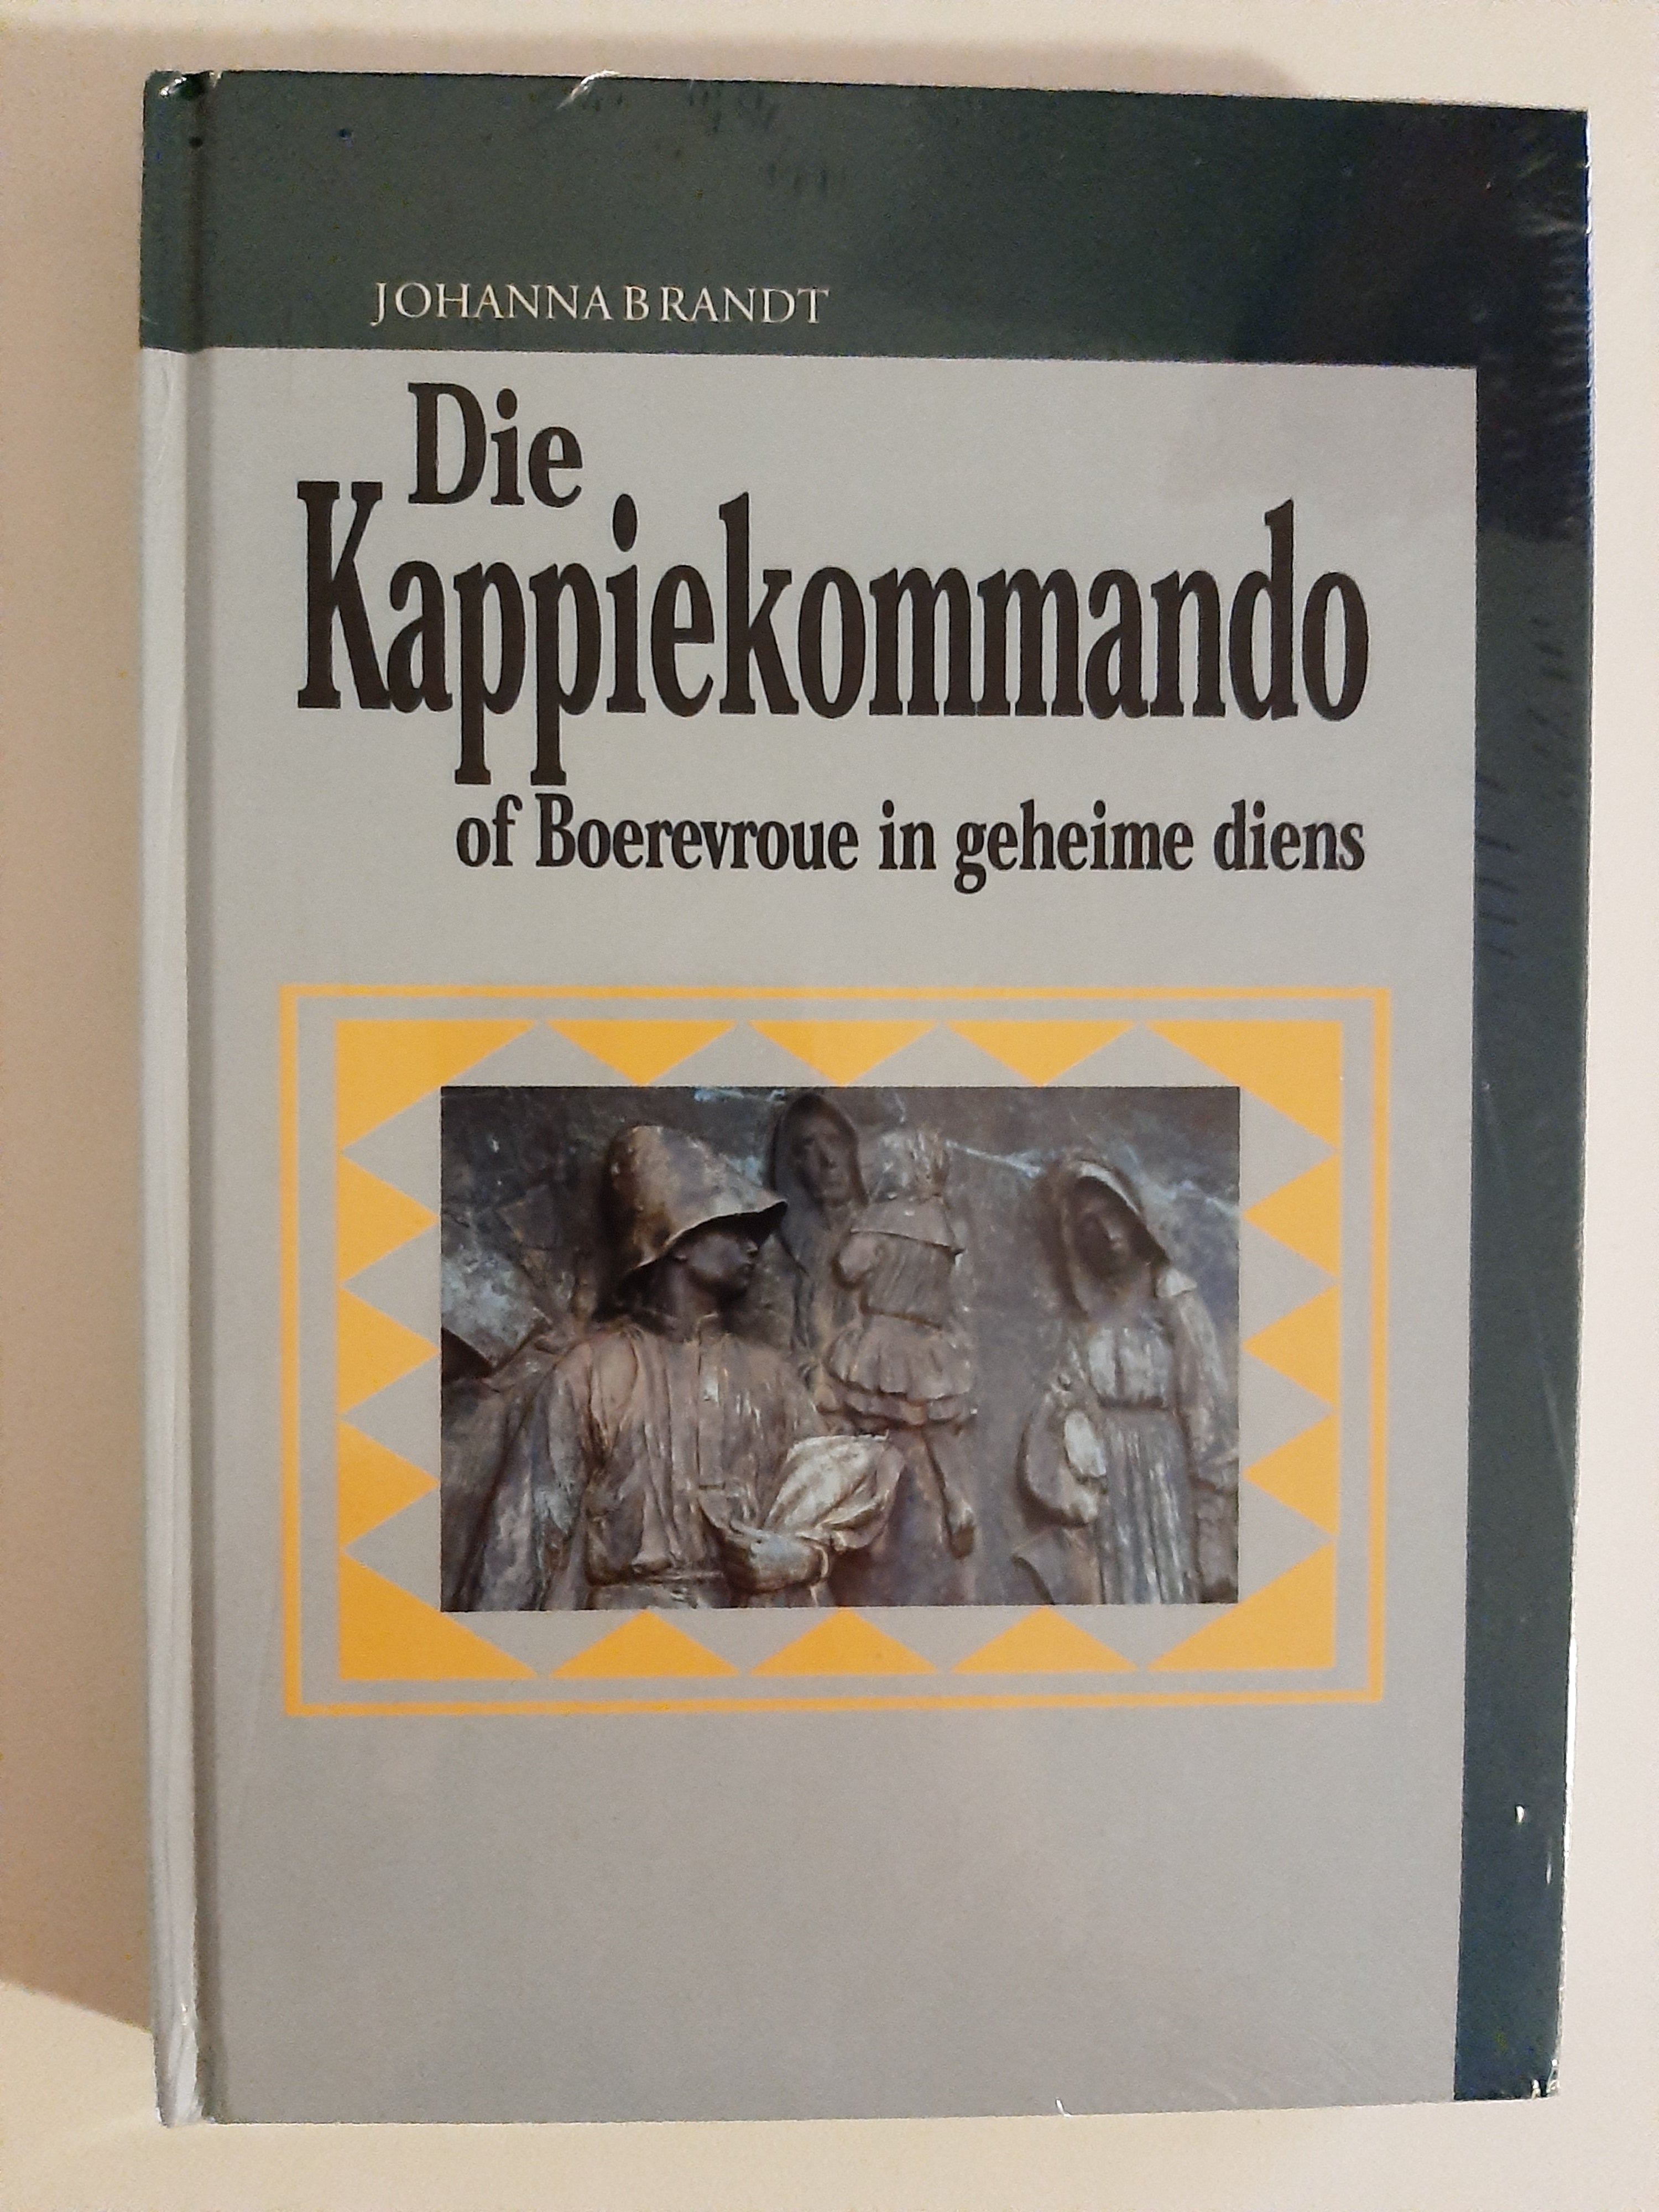 JOHANNA BRANDT
Die
Kappiekommando
of Boerevroue in geheime diens